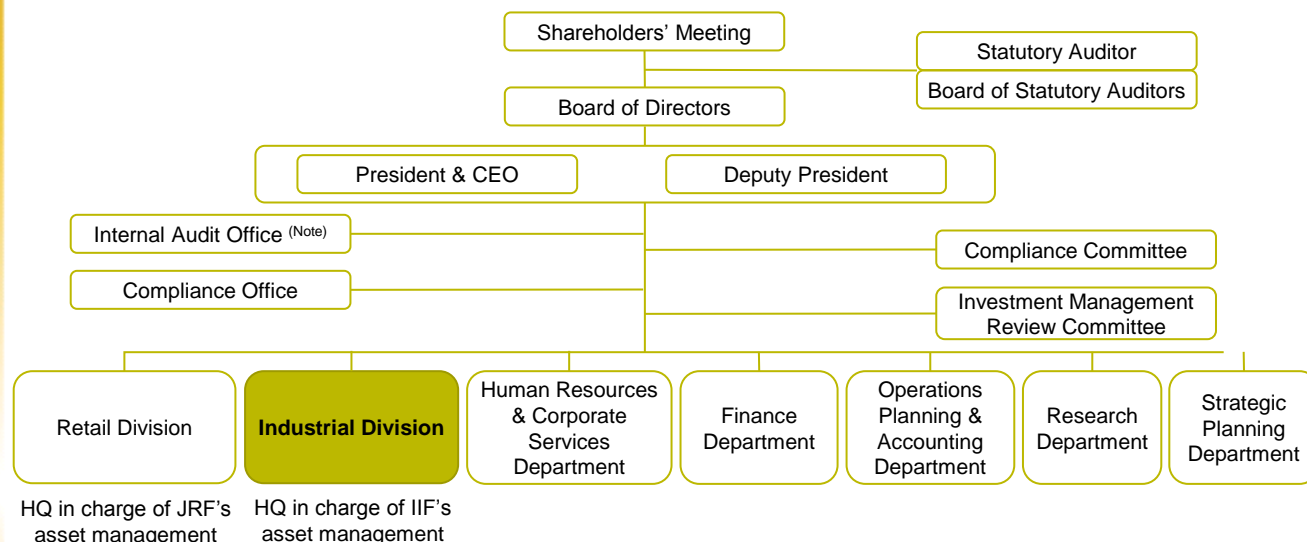 Shareholders' Meeting
Statutory Auditor
Board of Statutory Auditors
Board of Directors
President & CEO
Deputy President
Internal Audit Office (Note)
Compliance Committee
Compliance Office
Investment Management
Review Committee
Retail Division
Industrial Division
Human Resources
& Corporate
Services
Department
Finance
Department
Operations
Planning &
Accounting
Department
Research
Department
Strategic
Planning
Department
HQ in charge of JRF's
asset management
HQ in charge of IIF's
asset management